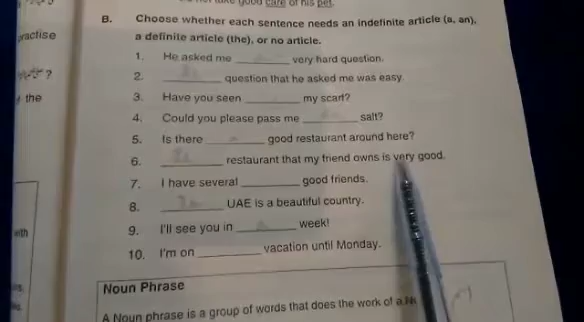 good care of his pet.
practise
?
the
B. Choose whether each sentence needs an indefinite article (a, an), a definite article (the), or no article.
1. He asked me ________ very hard question.
2. ________ question that he asked me was easy.
3. Have you seen ________ my scarf?
4. Could you please pass me ________ salt?
5. Is there ________ good restaurant around here?
6. ________ restaurant that my friend owns is very good.
7. I have several ________ good friends.
8. ________ UAE is a beautiful country.
9. I'll see you in ________ week!
10. I'm on ________ vacation until Monday.
with
Noun Phrase
A Noun phrase is a group of words that does the work of a